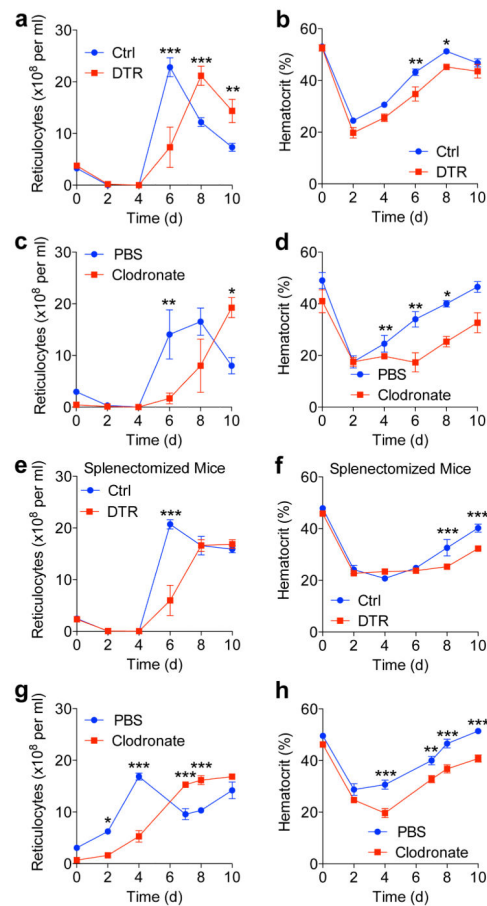 a
Reticulocytes (x10⁸ per ml)
30
20
10
0
*** *** **
Ctrl
DTR
0 2 4 6 8 10
Time (d)
b
Hematocrit (%)
60
40
20
0
** *
Ctrl
DTR
0 2 4 6 8 10
Time (d)
c
Reticulocytes (x10⁸ per ml)
30
20
10
0
PBS
Clodronate
** *
0 2 4 6 8 10
Time (d)
d
Hematocrit (%)
60
40
20
0
** ** *
PBS
Clodronate
0 2 4 6 8 10
Time (d)
e
Splenectomized Mice
Reticulocytes (x10⁸ per ml)
30
20
10
0
Ctrl
DTR
***
0 2 4 6 8 10
Time (d)
f
Splenectomized Mice
Hematocrit (%)
60
40
20
0
*** ***
Ctrl
DTR
0 2 4 6 8 10
Time (d)
g
Reticulocytes (x10⁸ per ml)
30
20
10
0
PBS
Clodronate
* *** *** ***
0 2 4 6 8 10
Time (d)
h
Hematocrit (%)
60
40
20
0
*** ** *** ***
PBS
Clodronate
0 2 4 6 8 10
Time (d)